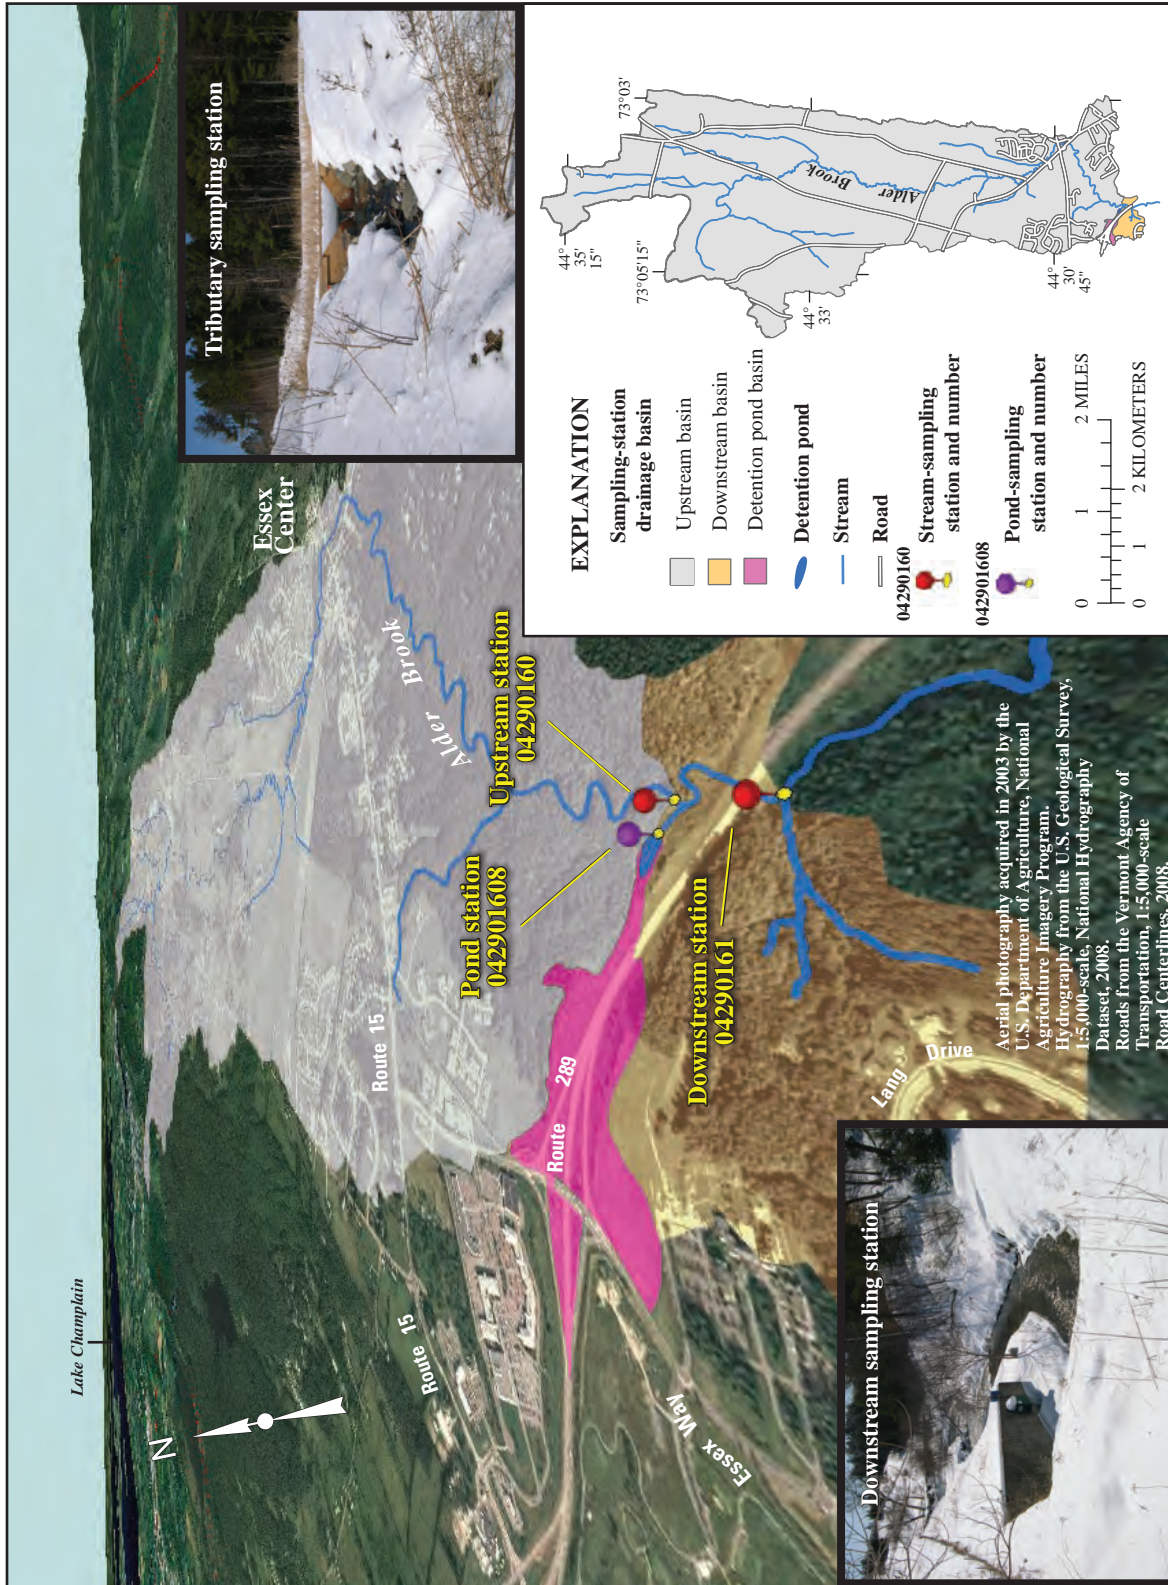 Lake Champlain
N
Tributary sampling station
Essex
Center
Alder Brook
Upstream station
04290160
Pond station
042901608
Downstream station
04290161
Route 15
Route 15
Route 289
Essex Way
Lang Drive
Downstream sampling station
Aerial photography acquired in 2003 by the
U.S. Department of Agriculture, National
Agriculture Imagery Program.
Hydrography from the U.S. Geological Survey,
1:5,000-scale, National Hydrography
Dataset, 2008.
Roads from the Vermont Agency of
Transportation, 1:5,000-scale
Road Centerlines, 2008.
EXPLANATION
Sampling-station
drainage basin
Upstream basin
Downstream basin
Detention pond basin
Detention pond
Stream
Road
04290160
Stream-sampling
station and number
042901608
Pond-sampling
station and number
0 1 2 MILES
0 1 2 KILOMETERS
44°
35'
15"
73°05'15"
73°03'
44°
33'
44°
30'
45"
Alder
Brook